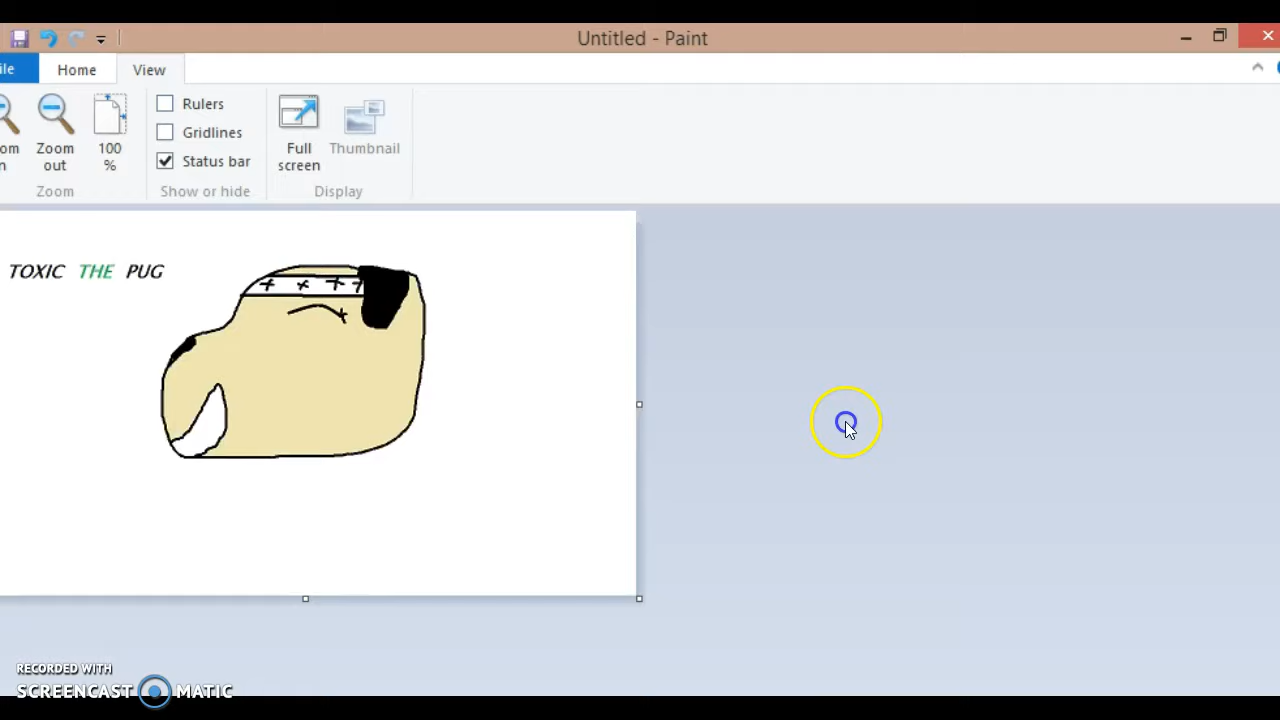 Untitled - Paint
ile
Home
View
om
n
Zoom
out
100
%
Zoom
Rulers
Gridlines
Status bar
Show or hide
Full
screen
Thumbnail
Display
TOXIC THE PUG
RECORDED WITH
SCREENCAST MATIC